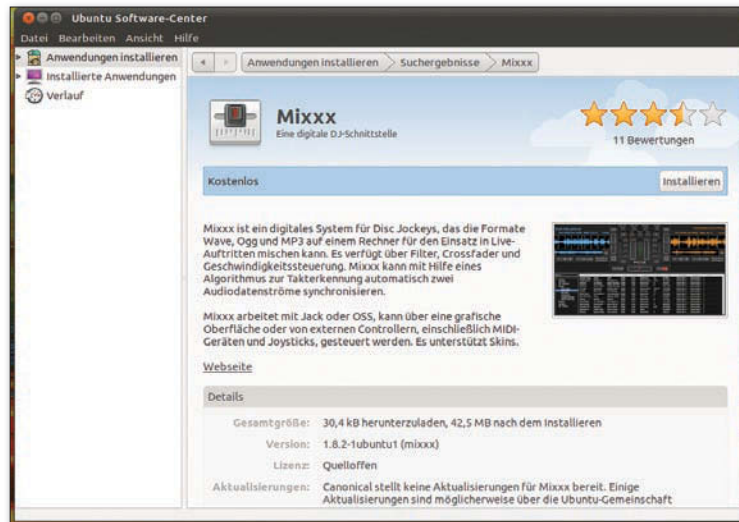 Ubuntu Software-Center
Datei Bearbeiten Ansicht Hilfe
Anwendungen installieren
Installierte Anwendungen
Verlauf
Anwendungen installieren Suchergebnisse Mixxx
Mixxx
Eine digitale DJ-Schnittstelle
11 Bewertungen
Kostenlos Installieren
Mixxx ist ein digitales System für Disc Jockeys, das die Formate
Wave, Ogg und MP3 auf einem Rechner für den Einsatz in Live-
Auftritten mischen kann. Es verfügt über Filter, Crossfader und
Geschwindigkeitssteuerung. Mixxx kann mit Hilfe eines
Algorithmus zur Takterkennung automatisch zwei
Audiodatenströme synchronisieren.
Mixxx arbeitet mit Jack oder OSS, kann über eine grafische
Oberfläche oder von externen Controllern, einschließlich MIDI-
Geräten und Joysticks, gesteuert werden. Es unterstützt Skins.
Webseite
Details
Gesamtgröße: 30,4 kB herunterzuladen, 42,5 MB nach dem Installieren
Version: 1.8.2-1ubuntu1 (mixxx)
Lizenz: Quelloffen
Aktualisierungen: Canonical stellt keine Aktualisierungen für Mixxx bereit. Einige
Aktualisierungen sind möglicherweise über die Ubuntu-Gemeinschaft